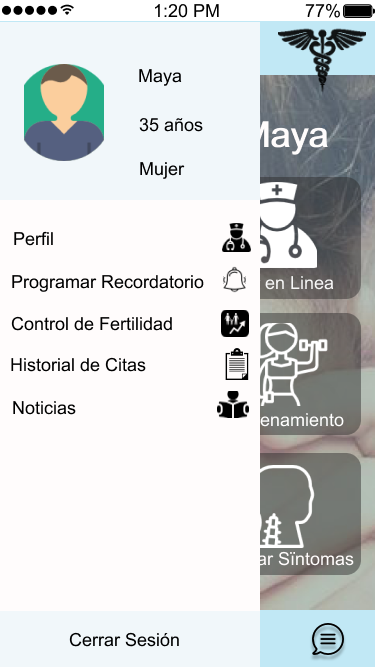 1:20 PM
77%
Maya
35 años
Mujer
Maya
Perfil
Programar Recordatorio
en Linea
Control de Fertilidad
Historial de Citas
Noticias
enamiento
ar Sïntomas
Cerrar Sesión